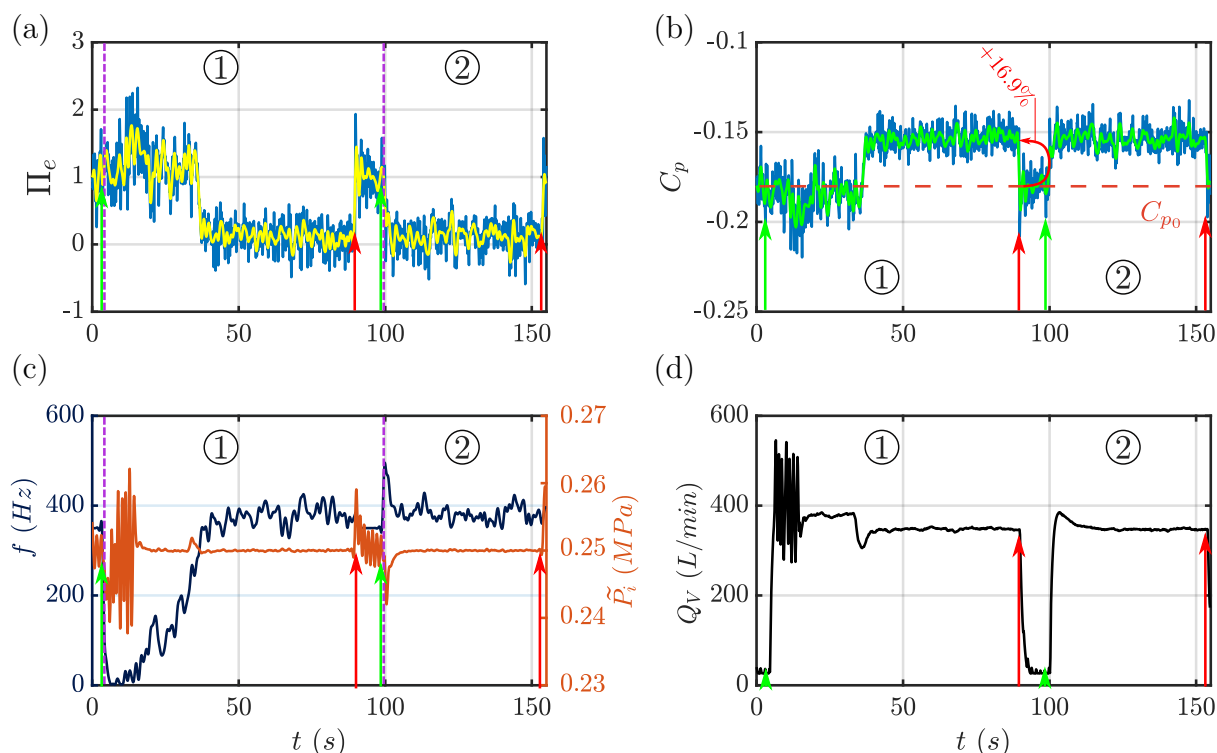 (a)
3
2
1
0
-1
Π_e
① ②
0 50 100 150
(b)
-0.1
-0.15
-0.2
-0.25
C_p
+16.9%
C_{p_0}
① ②
0 50 100 150
(c)
600
400
200
0
f (Hz)
① ②
0.27
0.26
0.25
0.24
0.23
P̃_i (MPa)
0 50 100 150
t (s)
(d)
600
400
200
0
Q_V (L/min)
① ②
0 50 100 150
t (s)